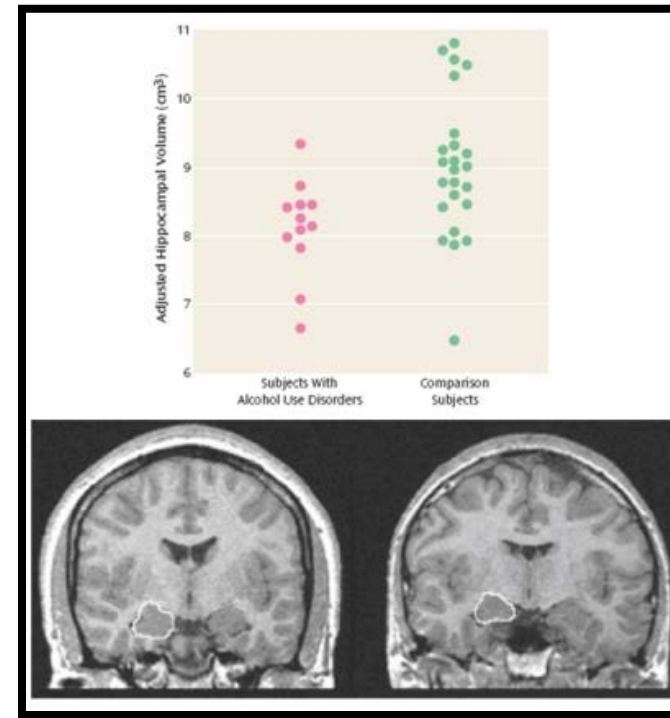 11
Adjusted Hippocampal Volume (cm³)
10
9
8
7
6
Subjects With
Alcohol Use Disorders
Comparison
Subjects